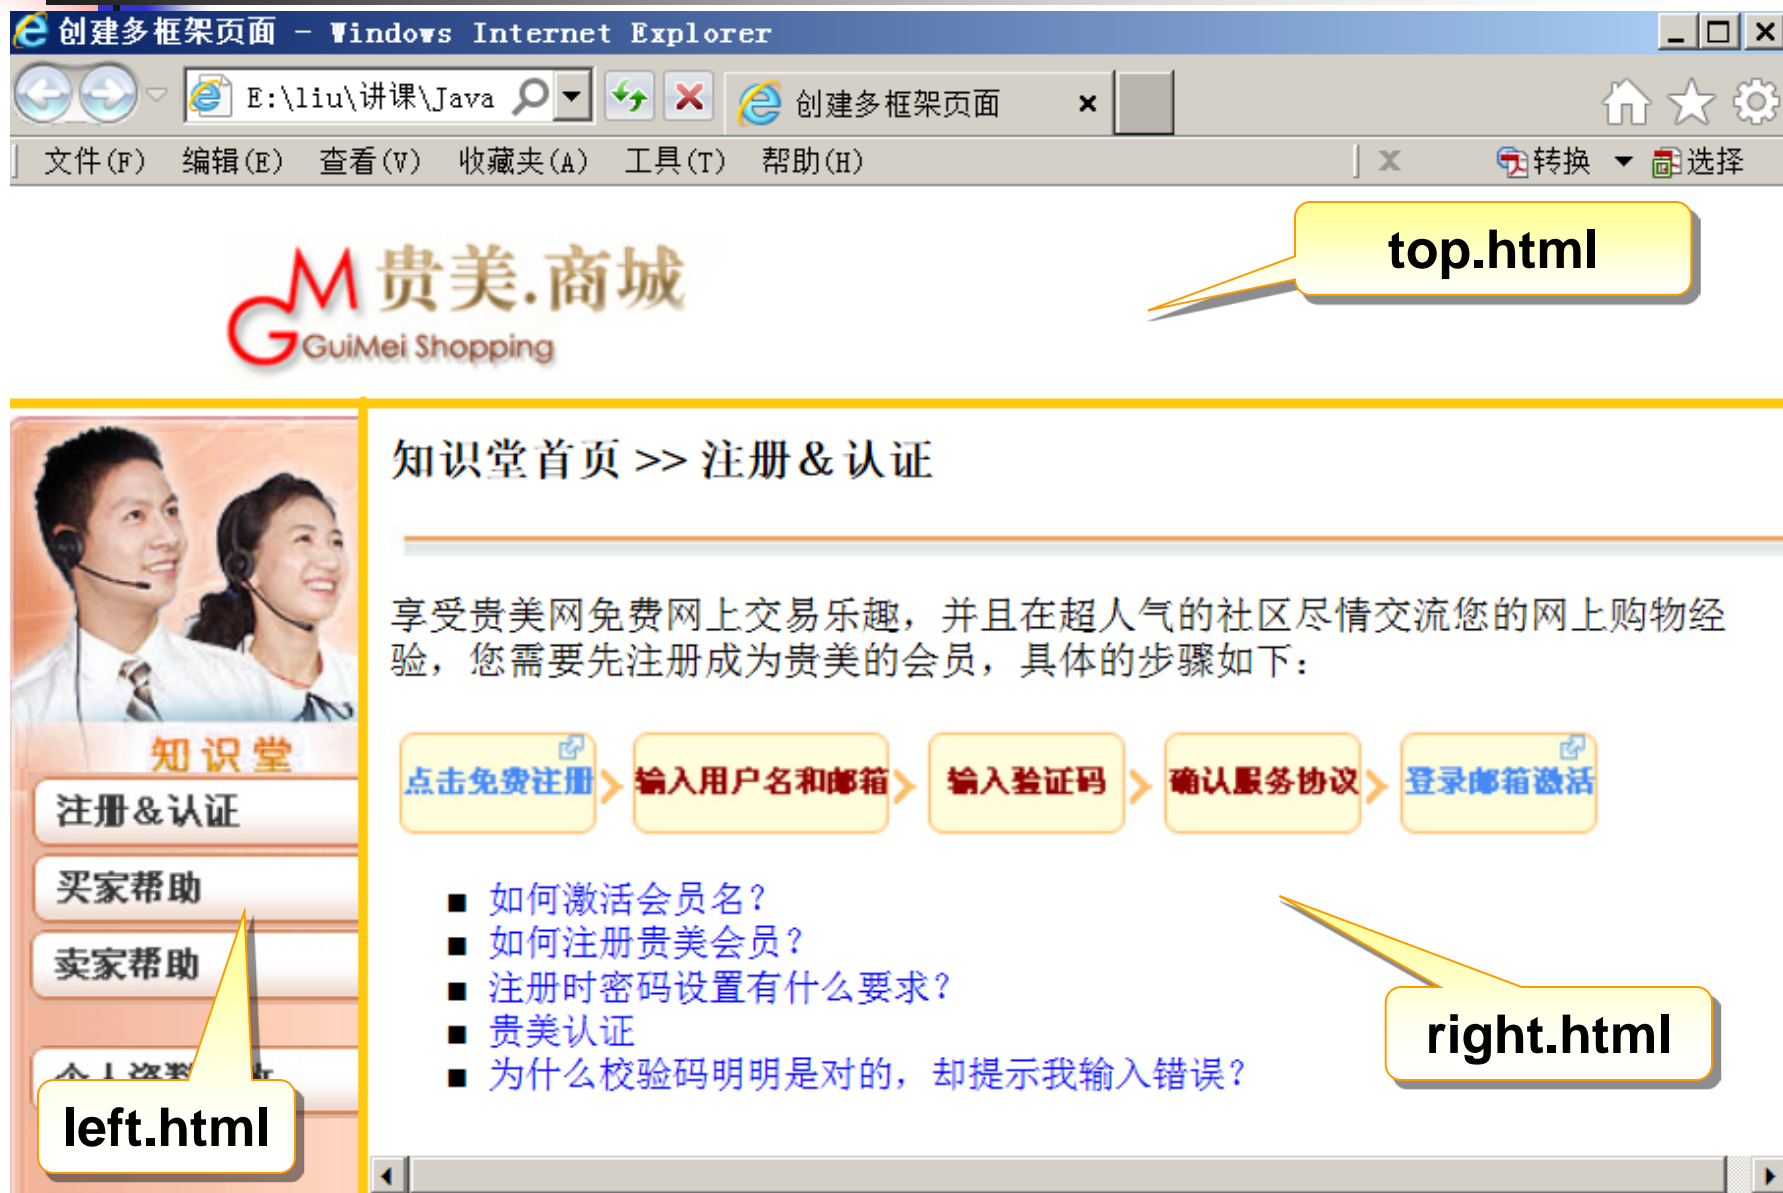 创建多框架页面 - Windows Internet Explorer
E:\liu\讲课\Java
创建多框架页面
文件(F) 编辑(E) 查看(V) 收藏夹(A) 工具(T) 帮助(H)
转换 选择
top.html
GM 贵美.商城
GuiMei Shopping
知识堂首页 >> 注册&认证
享受贵美网免费网上交易乐趣，并且在超人气的社区尽情交流您的网上购物经
验，您需要先注册成为贵美的会员，具体的步骤如下：
知识堂
点击免费注册 输入用户名和邮箱 输入验证码 确认服务协议 登录邮箱激活
注册&认证
买家帮助
卖家帮助
如何激活会员名？
如何注册贵美会员？
注册时密码设置有什么要求？
贵美认证
为什么校验码明明是对的，却提示我输入错误？
right.html
left.html